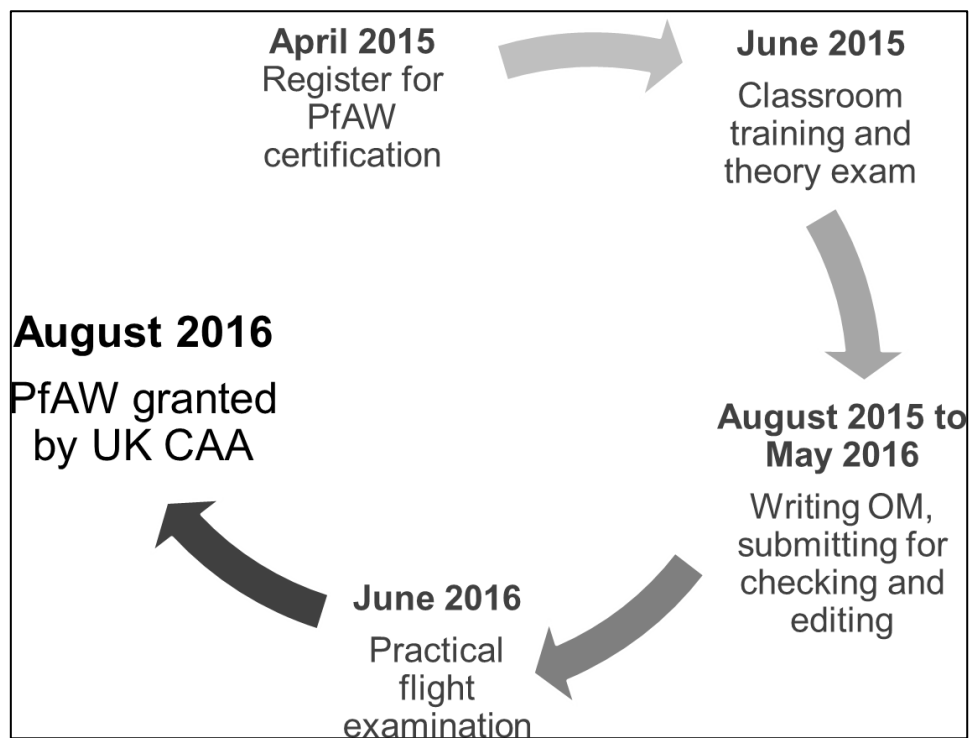 April 2015
Register for
PfAW
certification
June 2015
Classroom
training and
theory exam
August 2015 to
May 2016
Writing OM,
submitting for
checking and
editing
June 2016
Practical
flight
examination
August 2016
PfAW granted
by UK CAA